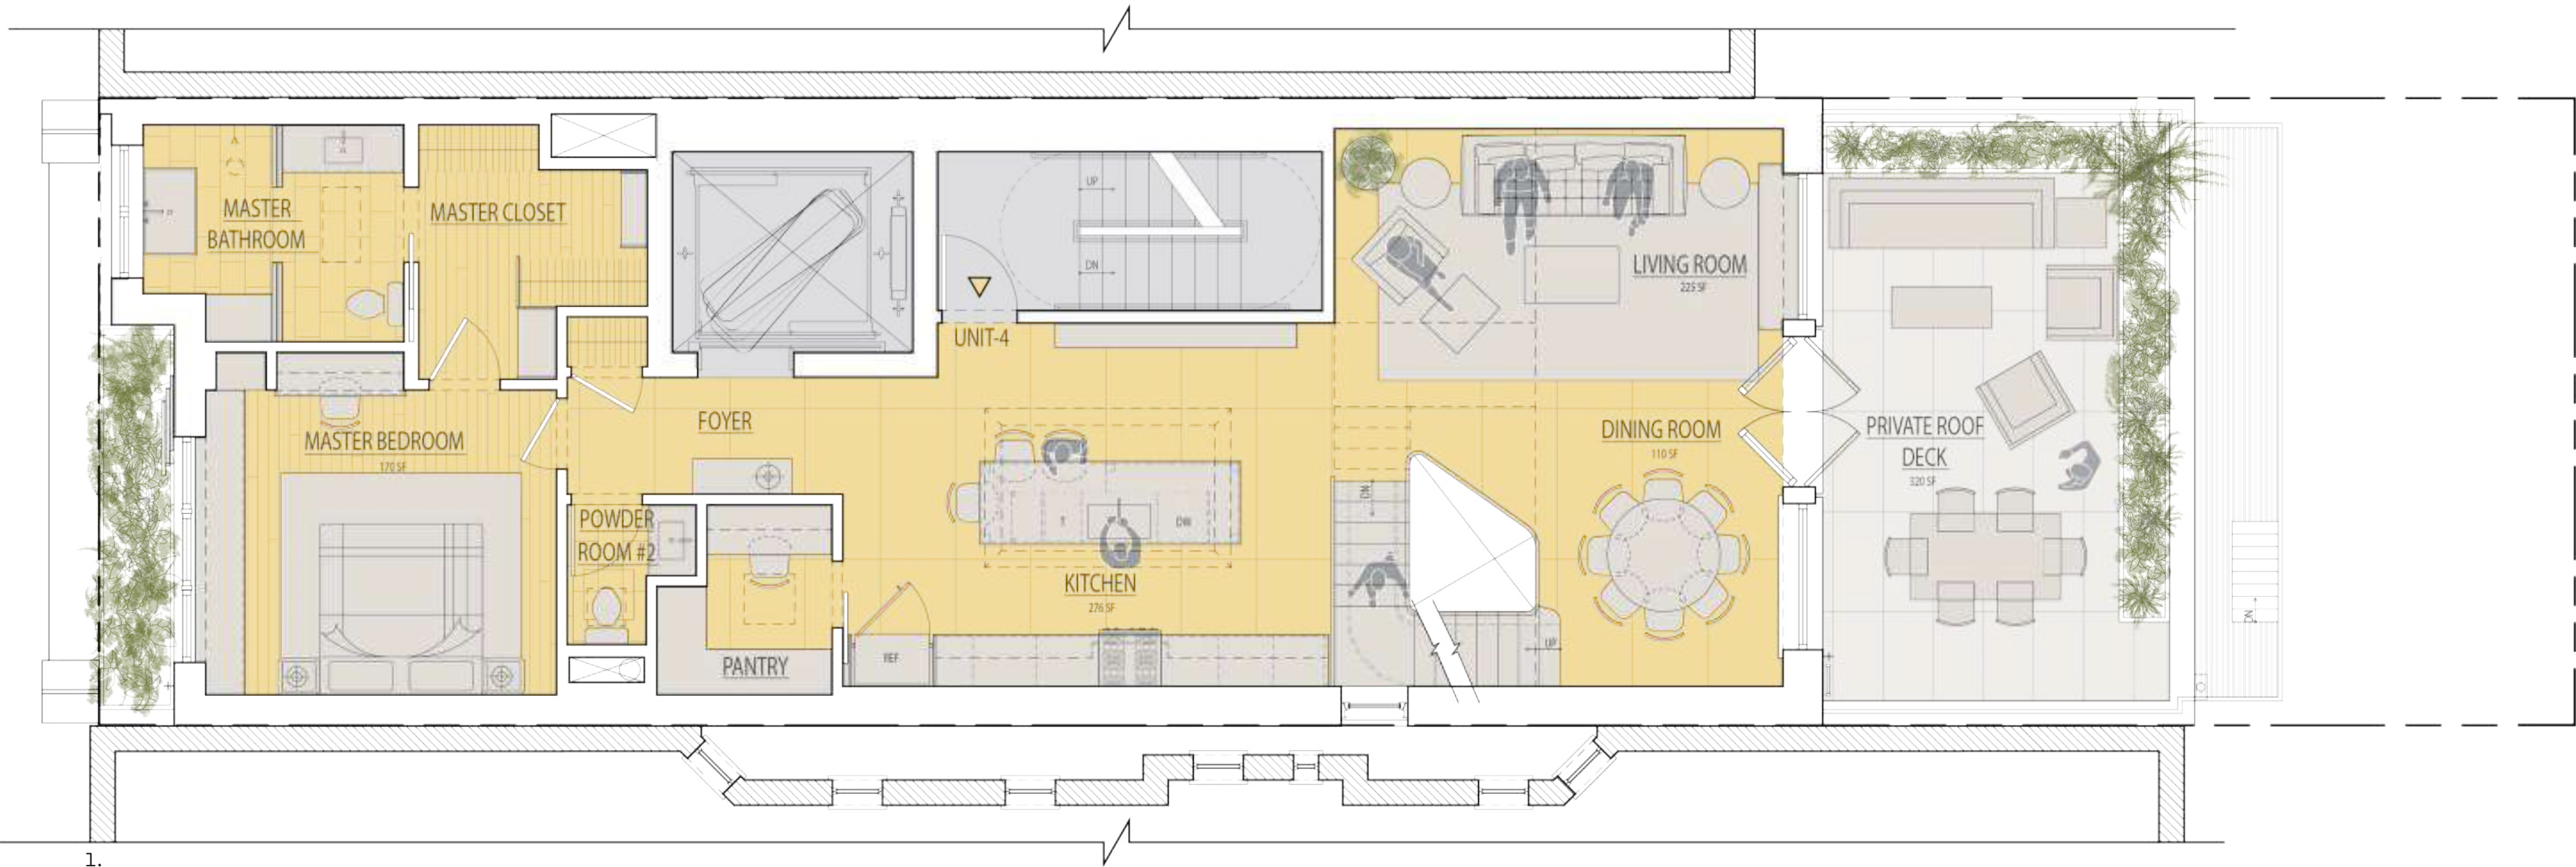 MASTER
BATHROOM
MASTER CLOSET
UP
DN
UNIT-4
LIVING ROOM
225 SF
MASTER BEDROOM
170 SF
FOYER
DINING ROOM
110 SF
PRIVATE ROOF
DECK
320 SF
POWDER
ROOM #2
DN
T
DW
KITCHEN
276 SF
PANTRY
REF
UP
DN
1.